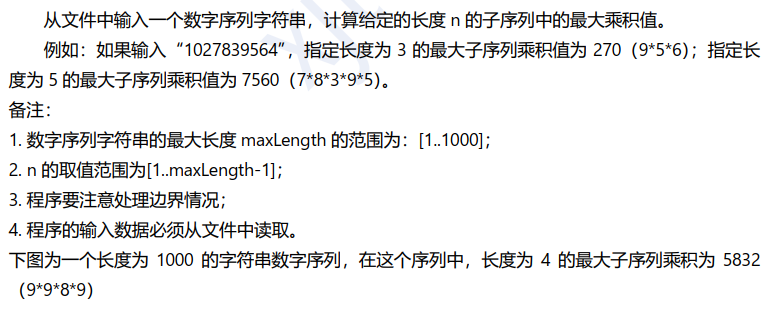 从文件中输入一个数字序列字符串，计算给定的长度 n 的子序列中的最大乘积值。
例如：如果输入“1027839564”，指定长度为 3 的最大子序列乘积值为 270（9*5*6)；指定长
度为 5 的最大子序列乘积值为 7560（7*8*3*9*5)。
备注：
1. 数字序列字符串的最大长度 maxLength 的范围为：[1..1000]；
2. n 的取值范围为[1..maxLength-1]；
3. 程序要注意处理边界情况；
4. 程序的输入数据必须从文件中读取。
下图为一个长度为 1000 的字符串数字序列，在这个序列中，长度为 4 的最大子序列乘积为 5832
（9*9*8*9）